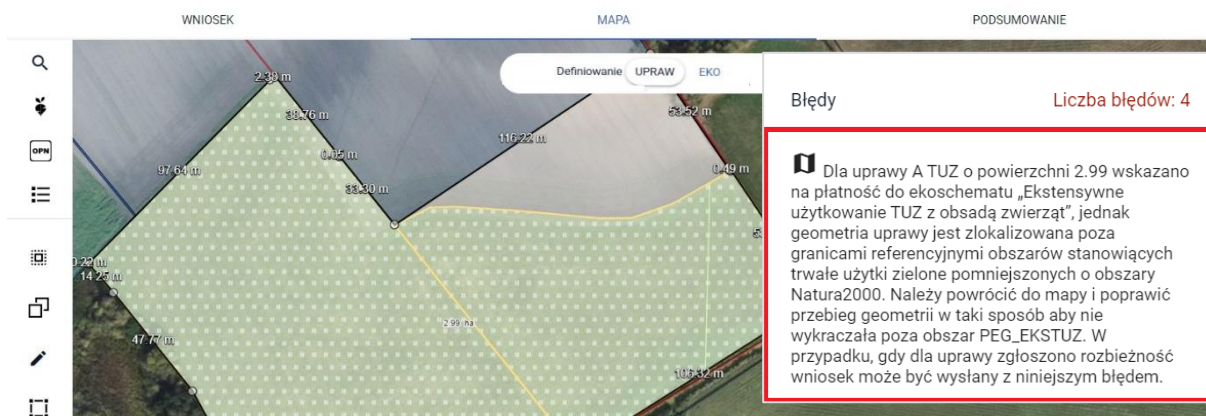 WNIOSEK
MAPA
PODSUMOWANIE
Definiowanie UPRAW EKO
OPN
2.38 m
38.76 m
0.65 m
97.64 m
33.30 m
116.22 m
53.52 m
0.49 m
0.22 m
14.25 m
47.77 m
2.99 ha
Błędy
Liczba błędów: 4
Dla uprawy A TUZ o powierzchni 2.99 wskazano
na płatność do ekoschematu „Ekstensywne
użytkowanie TUZ z obsadą zwierząt”, jednak
geometria uprawy jest zlokalizowana poza
granicami referencyjnymi obszarów stanowiących
trwałe użytki zielone pomniejszonych o obszary
Natura2000. Należy powrócić do mapy i poprawić
przebieg geometrii w taki sposób aby nie
wykraczała poza obszar PEG_EKSTUZ. W
przypadku, gdy dla uprawy zgłoszono rozbieżność
wniosek może być wysłany z niniejszym błędem.